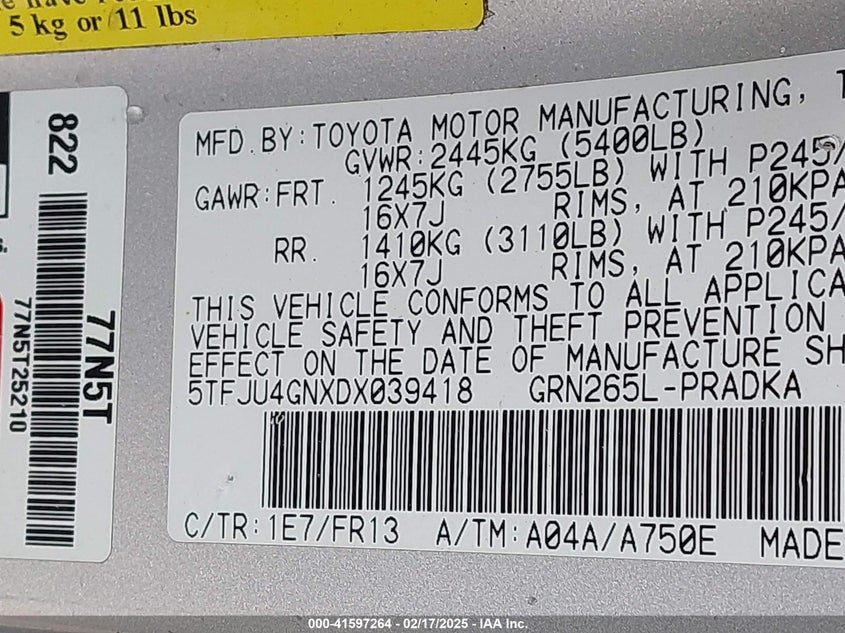 5 kg or 11 lbs
822
77N5T
77N5T25210
MFD. BY: TOYOTA MOTOR MANUFACTURING, T
GVWR: 2445KG (5400LB)
GAWR: FRT. 1245KG (2755LB) WITH P245/
16X7J RIMS, AT 210KPA
RR. 1410KG (3110LB) WITH P245/
16X7J RIMS, AT 210KPA
THIS VEHICLE CONFORMS TO ALL APPLICA
VEHICLE SAFETY AND THEFT PREVENTION
EFFECT ON THE DATE OF MANUFACTURE SH
5TFJU4GNXDX039418 GRN265L-PRADKA
C/TR: 1E7/FR13 A/TM: A04A/A750E MADE
000-41597264 - 02/17/2025 - IAA Inc.